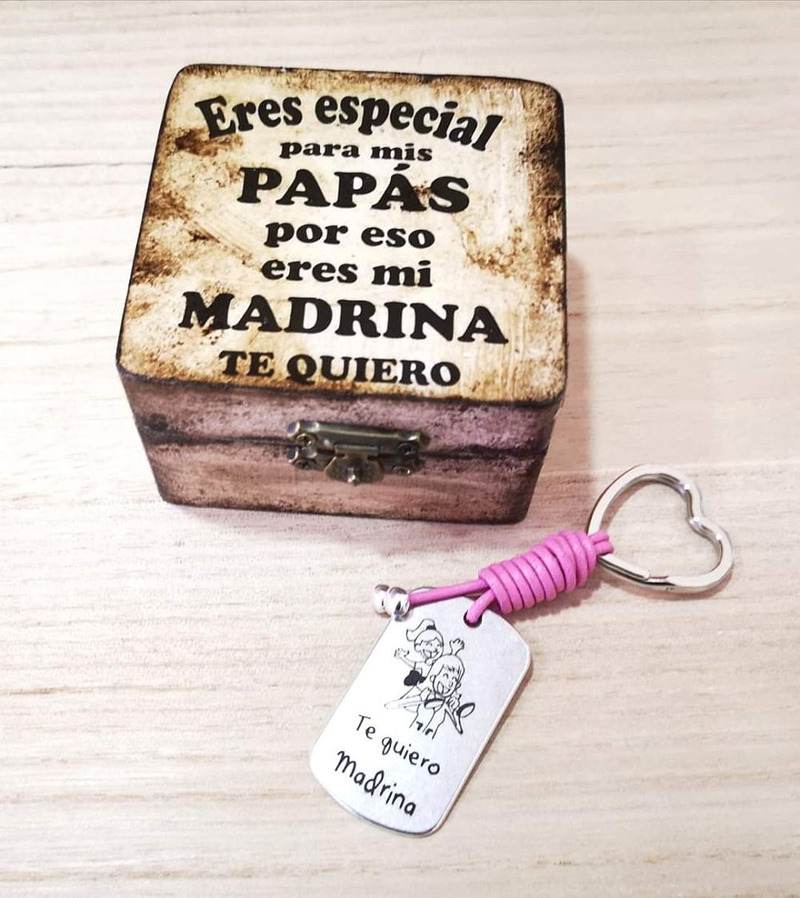 Eres especial
para mis
PAPÁS
por eso
eres mi
MADRINA
TE QUIERO
Te quiero
Madrina